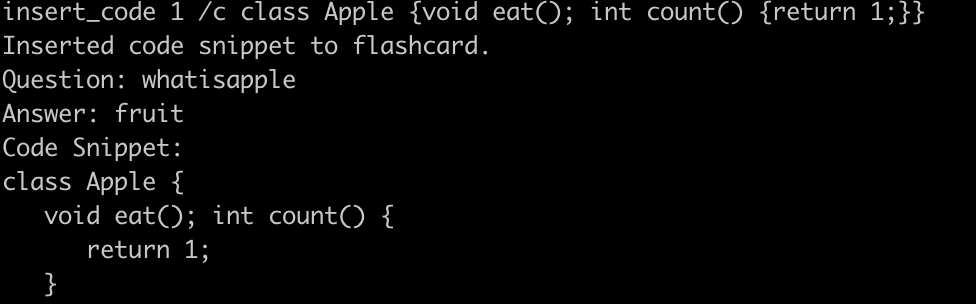 insert_code 1 /c class Apple {void eat(); int count() {return 1;}}
Inserted code snippet to flashcard.
Question: whatisapple
Answer: fruit
Code Snippet:
class Apple {
   void eat(); int count() {
      return 1;
   }